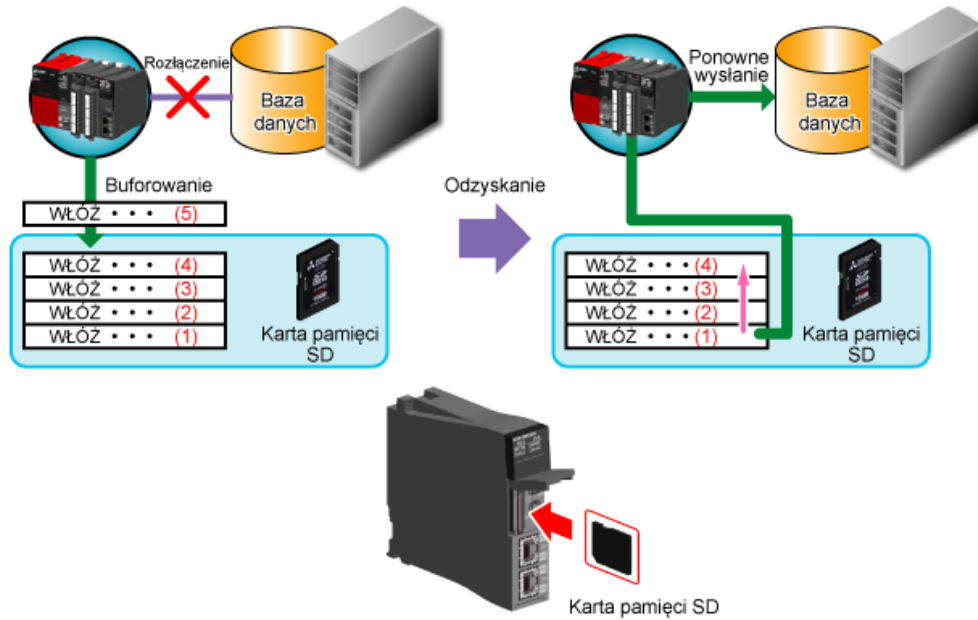 Rozłączenie
Baza
danych
Buforowanie
WŁÓŻ • • • (5)
WŁÓŻ • • • (4)
WŁÓŻ • • • (3)
WŁÓŻ • • • (2)
WŁÓŻ • • • (1)
Karta pamięci
SD
Odzyskanie
Ponowne
wysłanie
Baza
danych
WŁÓŻ • • • (4)
WŁÓŻ • • • (3)
WŁÓŻ • • • (2)
WŁÓŻ • • • (1)
Karta pamięci
SD
Karta pamięci SD